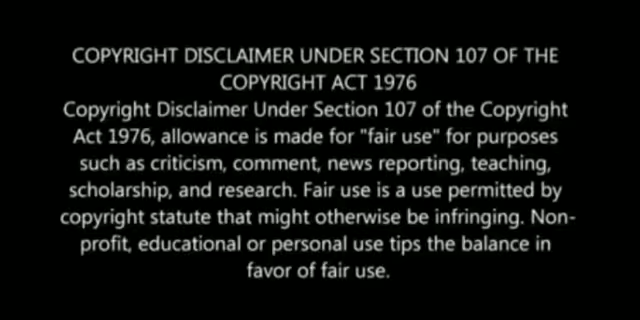 COPYRIGHT DISCLAIMER UNDER SECTION 107 OF THE
COPYRIGHT ACT 1976
Copyright Disclaimer Under Section 107 of the Copyright
Act 1976, allowance is made for "fair use" for purposes
such as criticism, comment, news reporting, teaching,
scholarship, and research. Fair use is a use permitted by
copyright statute that might otherwise be infringing. Non-
profit, educational or personal use tips the balance in
favor of fair use.